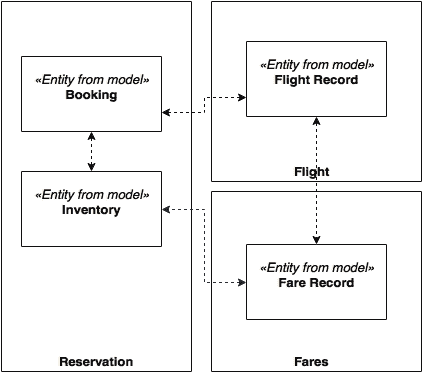 «Entity from model»
Booking
«Entity from model»
Inventory
Reservation
«Entity from model»
Flight Record
Flight
«Entity from model»
Fare Record
Fares